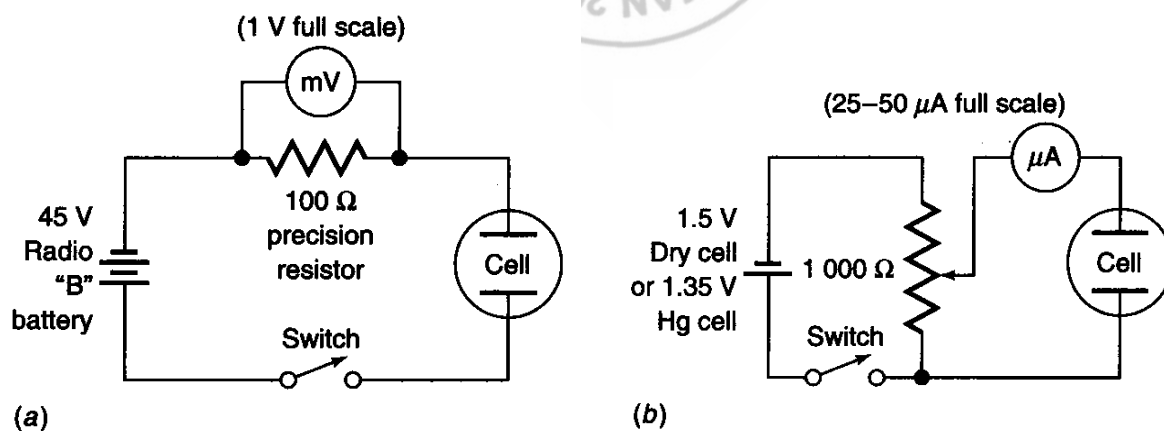 (1 V full scale)
mV
100 Ω
precision
resistor
45 V
Radio
“B”
battery
Cell
Switch
(a)
(25–50 μA full scale)
μA
1.5 V
Dry cell
or 1.35 V
Hg cell
1 000 Ω
Cell
Switch
(b)